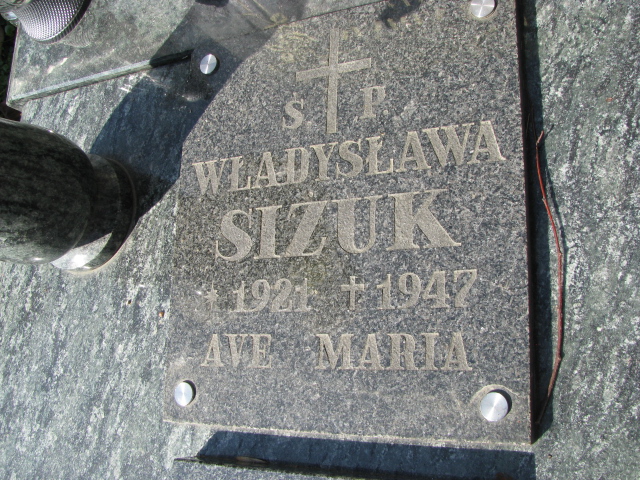 S P
WŁADYSŁAWA
SIZUK
* 1921 + 1947
AVE MARIA